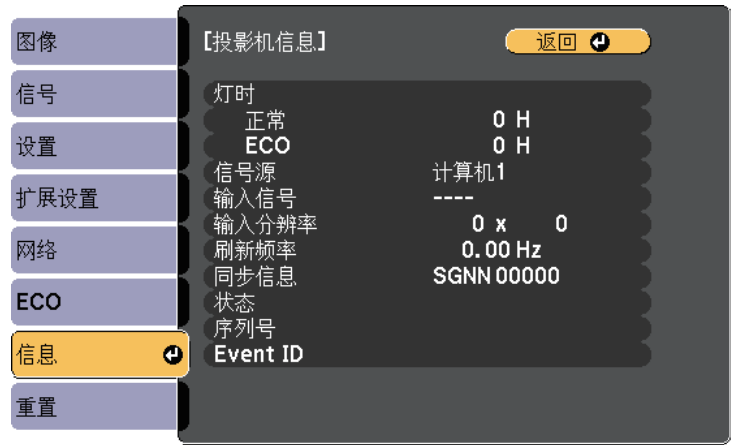 图像
信号
设置
扩展设置
网络
ECO
信息
重置
[投影机信息]
返回
灯时
正常 0 H
ECO 0 H
信号源 计算机1
输入信号 ----
输入分辨率 0 x 0
刷新频率 0.00 Hz
同步信息 SGNN 00000
状态
序列号
Event ID